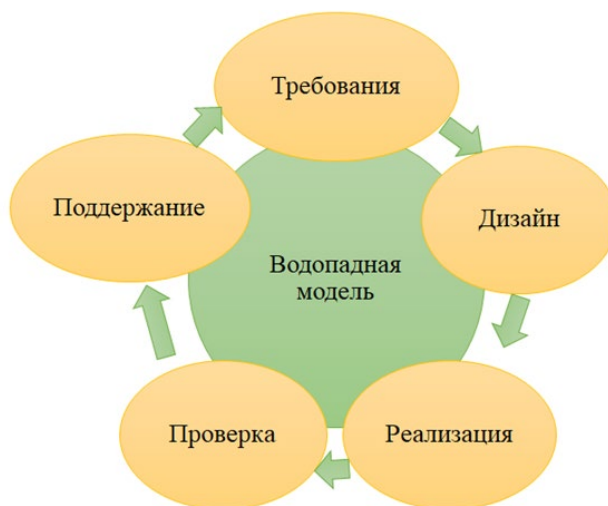 Требования
Дизайн
Реализация
Проверка
Поддержание
Водопадная
модель